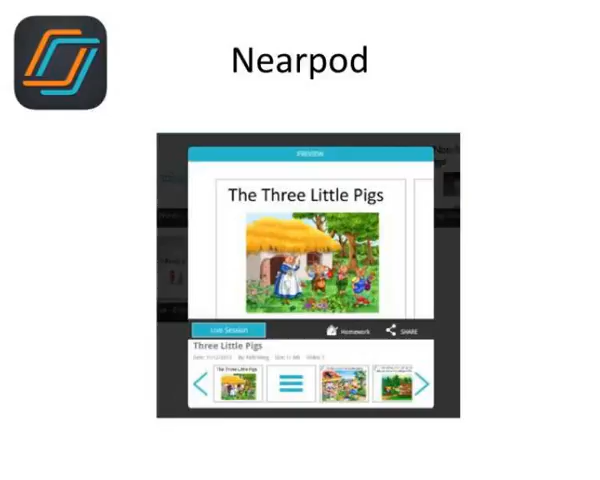 Nearpod
PREVIEW
The Three Little Pigs
Live Session
Homework
SHARE
Three Little Pigs
The Three Little Pigs